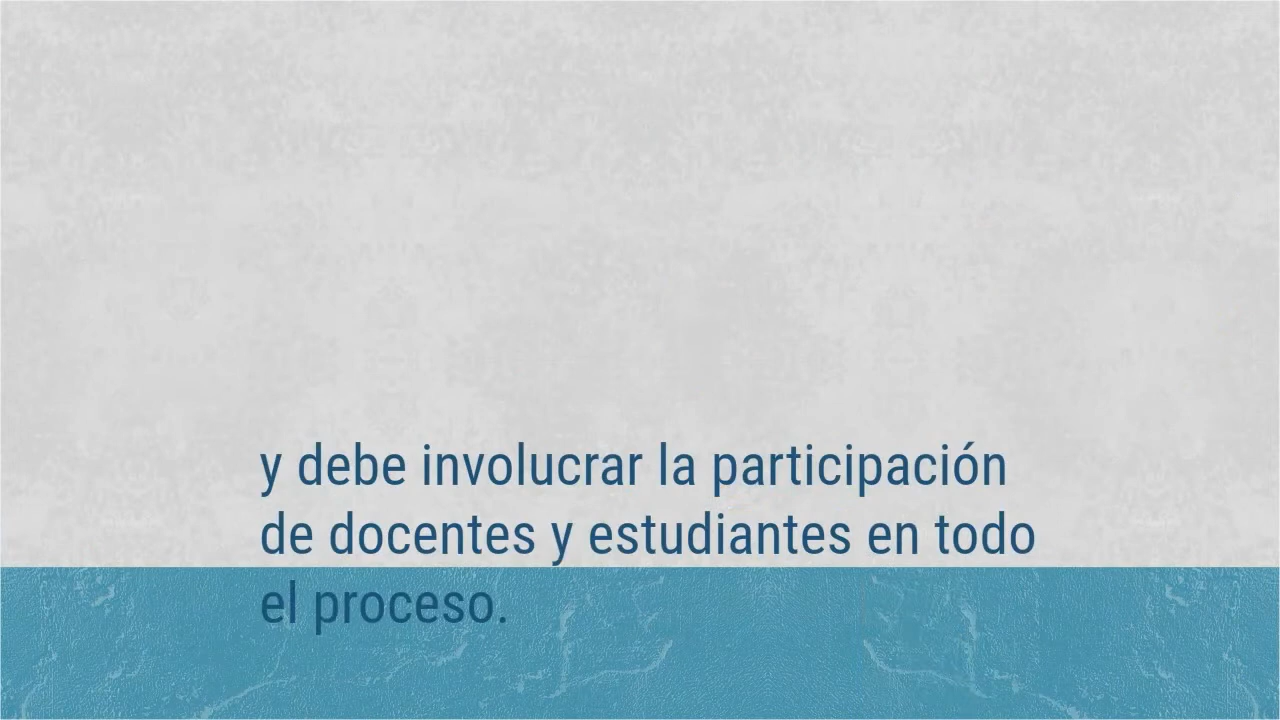 y debe involucrar la participación
de docentes y estudiantes en todo
el proceso.